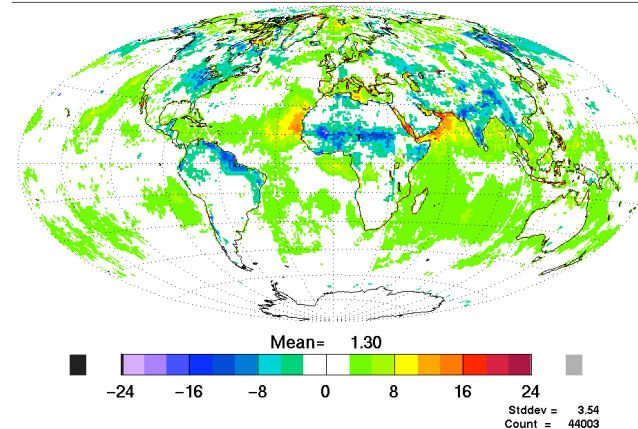 Mean= 1.30
-24 -16 -8 0 8 16 24
Stddev = 3.54
Count = 44003